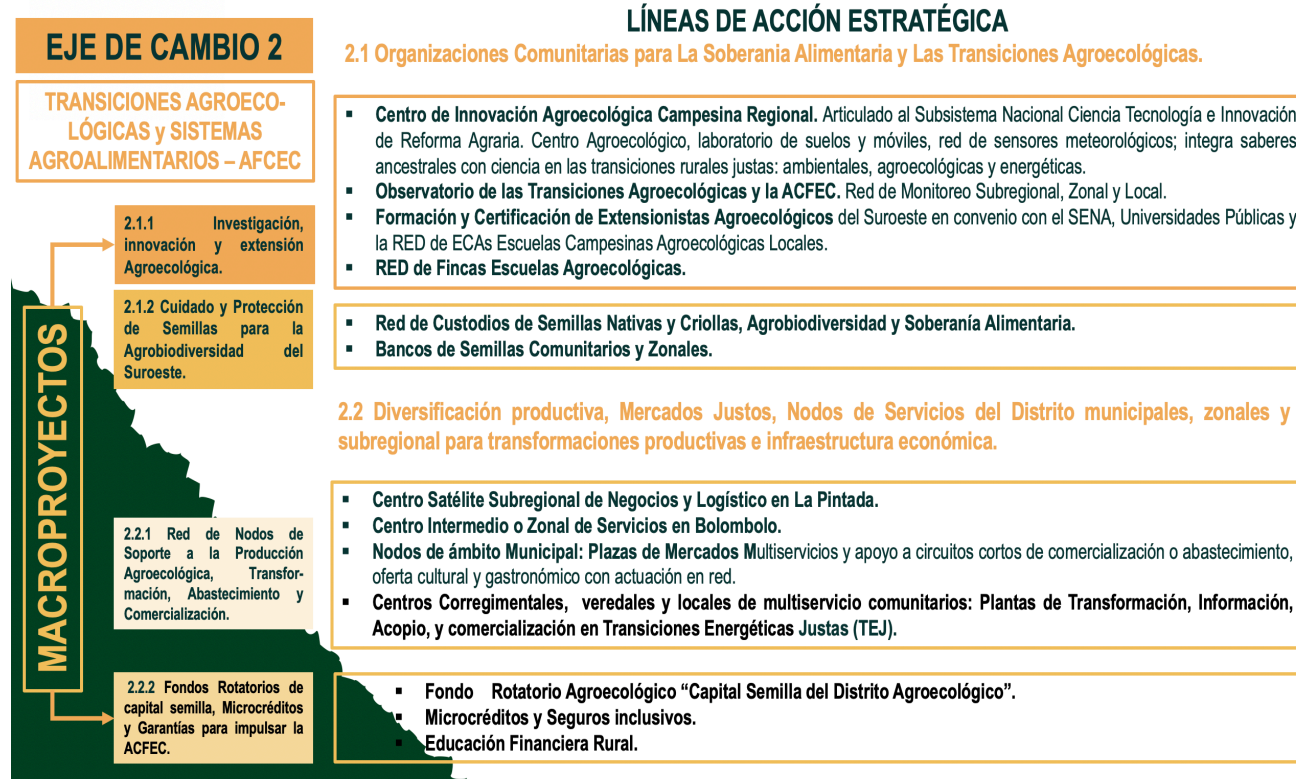 LÍNEAS DE ACCIÓN ESTRATÉGICA
EJE DE CAMBIO 2
2.1 Organizaciones Comunitarias para La Soberania Alimentaria y Las Transiciones Agroecológicas.
TRANSICIONES AGROECO-
LÓGICAS y SISTEMAS
AGROALIMENTARIOS – AFCEC
▪ Centro de Innovación Agroecológica Campesina Regional. Articulado al Subsistema Nacional Ciencia Tecnología e Innovación
de Reforma Agraria. Centro Agroecológico, laboratorio de suelos y móviles, red de sensores meteorológicos; integra saberes
ancestrales con ciencia en las transiciones rurales justas: ambientales, agroecológicas y energéticas.
▪ Observatorio de las Transiciones Agroecológicas y la ACFEC. Red de Monitoreo Subregional, Zonal y Local.
▪ Formación y Certificación de Extensionistas Agroecológicos del Suroeste en convenio con el SENA, Universidades Públicas y
la RED de ECAs Escuelas Campesinas Agroecológicas Locales.
▪ RED de Fincas Escuelas Agroecológicas.
2.1.1 Investigación,
innovación y extensión
Agroecológica.
2.1.2 Cuidado y Protección
de Semillas para la
Agrobiodiversidad del
Suroeste.
▪ Red de Custodios de Semillas Nativas y Criollas, Agrobiodiversidad y Soberanía Alimentaria.
▪ Bancos de Semillas Comunitarios y Zonales.
MACROPROYECTOS
2.2 Diversificación productiva, Mercados Justos, Nodos de Servicios del Distrito municipales, zonales y
subregional para transformaciones productivas e infraestructura económica.
2.2.1 Red de Nodos de
Soporte a la Producción
Agroecológica, Transfor-
mación, Abastecimiento y
Comercialización.
▪ Centro Satélite Subregional de Negocios y Logístico en La Pintada.
▪ Centro Intermedio o Zonal de Servicios en Bolombolo.
▪ Nodos de ámbito Municipal: Plazas de Mercados Multiservicios y apoyo a circuitos cortos de comercialización o abastecimiento,
oferta cultural y gastronómico con actuación en red.
▪ Centros Corregimentales, veredales y locales de multiservicio comunitarios: Plantas de Transformación, Información,
Acopio, y comercialización en Transiciones Energéticas Justas (TEJ).
2.2.2 Fondos Rotatorios de
capital semilla, Microcréditos
y Garantías para impulsar la
ACFEC.
▪ Fondo Rotatorio Agroecológico “Capital Semilla del Distrito Agroecológico”.
▪ Microcréditos y Seguros inclusivos.
▪ Educación Financiera Rural.